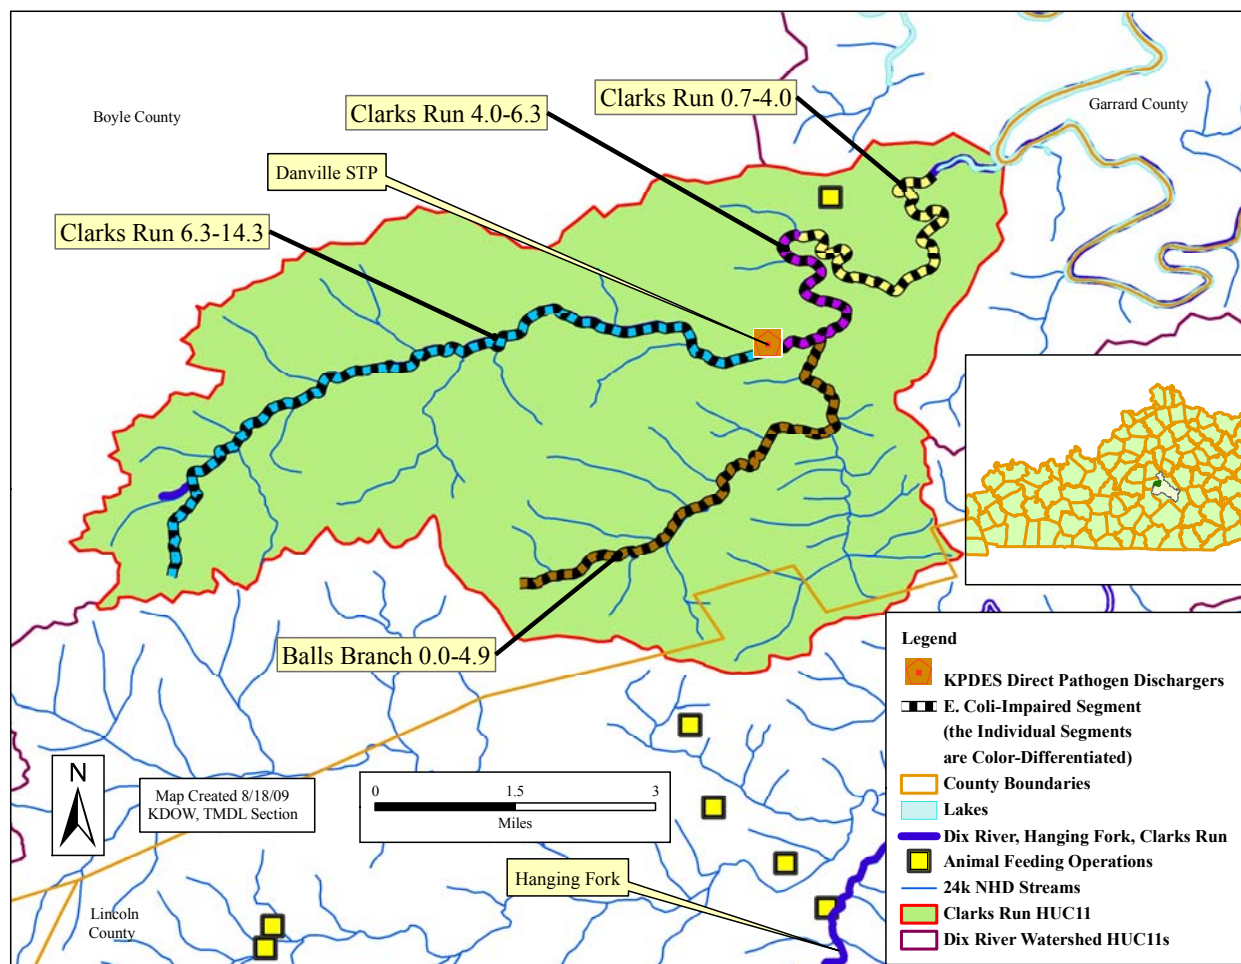 Clarks Run 0.7-4.0
Garrard County
Clarks Run 4.0-6.3
Boyle County
Danville STP
Clarks Run 6.3-14.3
Balls Branch 0.0-4.9
Legend
KPDES Direct Pathogen Dischargers
E. Coli-Impaired Segment
(the Individual Segments
are Color-Differentiated)
County Boundaries
Lakes
Dix River, Hanging Fork, Clarks Run
Animal Feeding Operations
24k NHD Streams
Clarks Run HUC11
Dix River Watershed HUC11s
N
Map Created 8/18/09
KDOW, TMDL Section
0 1.5 3
Miles
Hanging Fork
Lincoln
County